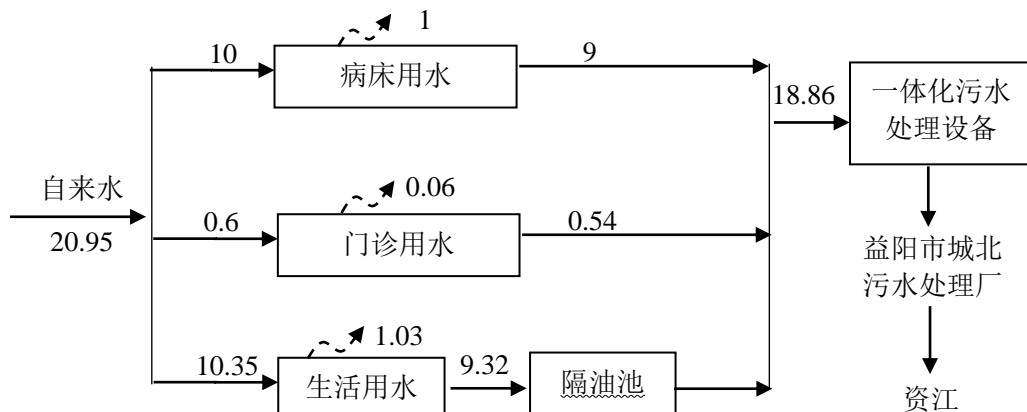 1
10
病床用水
9
18.86
一体化污水
处理设备
自来水
20.95
0.06
0.6
门诊用水
0.54
益阳市城北
污水处理厂
1.03
10.35
生活用水
9.32
隔油池
资江